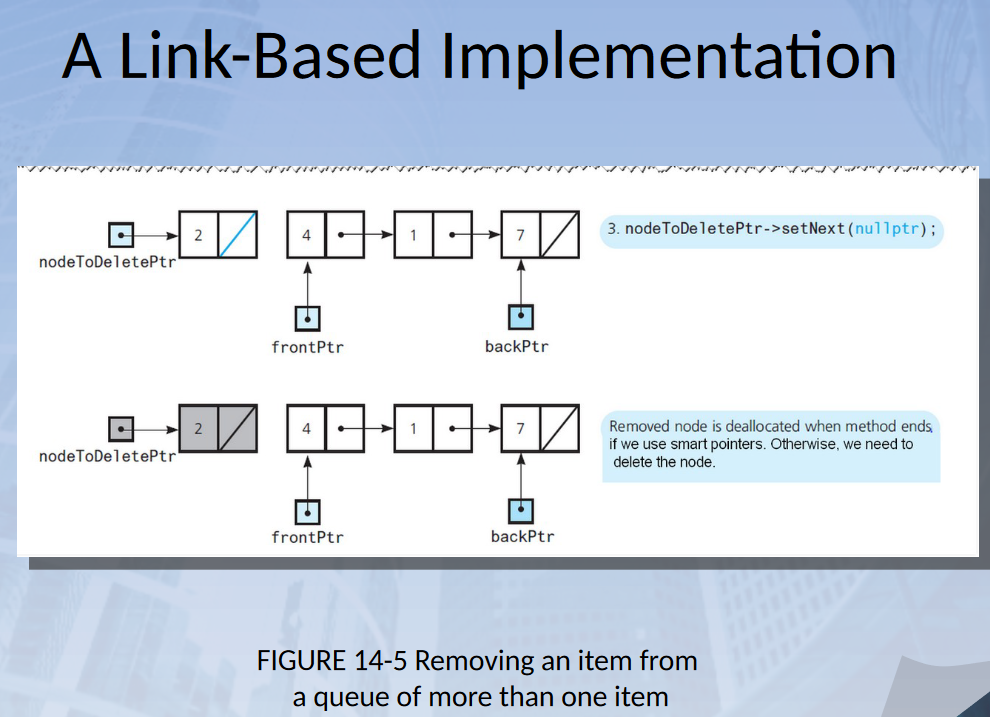 A Link-Based Implementation
2
4
1
7
3. nodeToDeletePtr->setNext(nullptr);
nodeToDeletePtr
frontPtr
backPtr
2
4
1
7
Removed node is deallocated when method ends,
if we use smart pointers. Otherwise, we need to
delete the node.
nodeToDeletePtr
frontPtr
backPtr
FIGURE 14-5 Removing an item from
a queue of more than one item